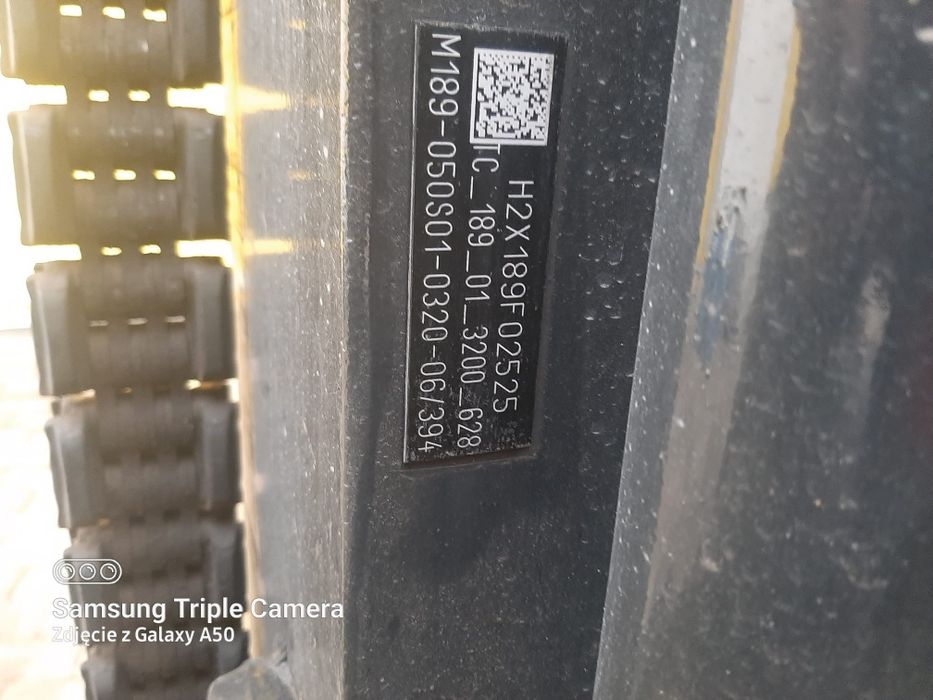 H2X189F02525
TC_189_01_3200_628
M189-050S01-0320-06/394
Samsung Triple Camera
Zdjęcie z Galaxy A50